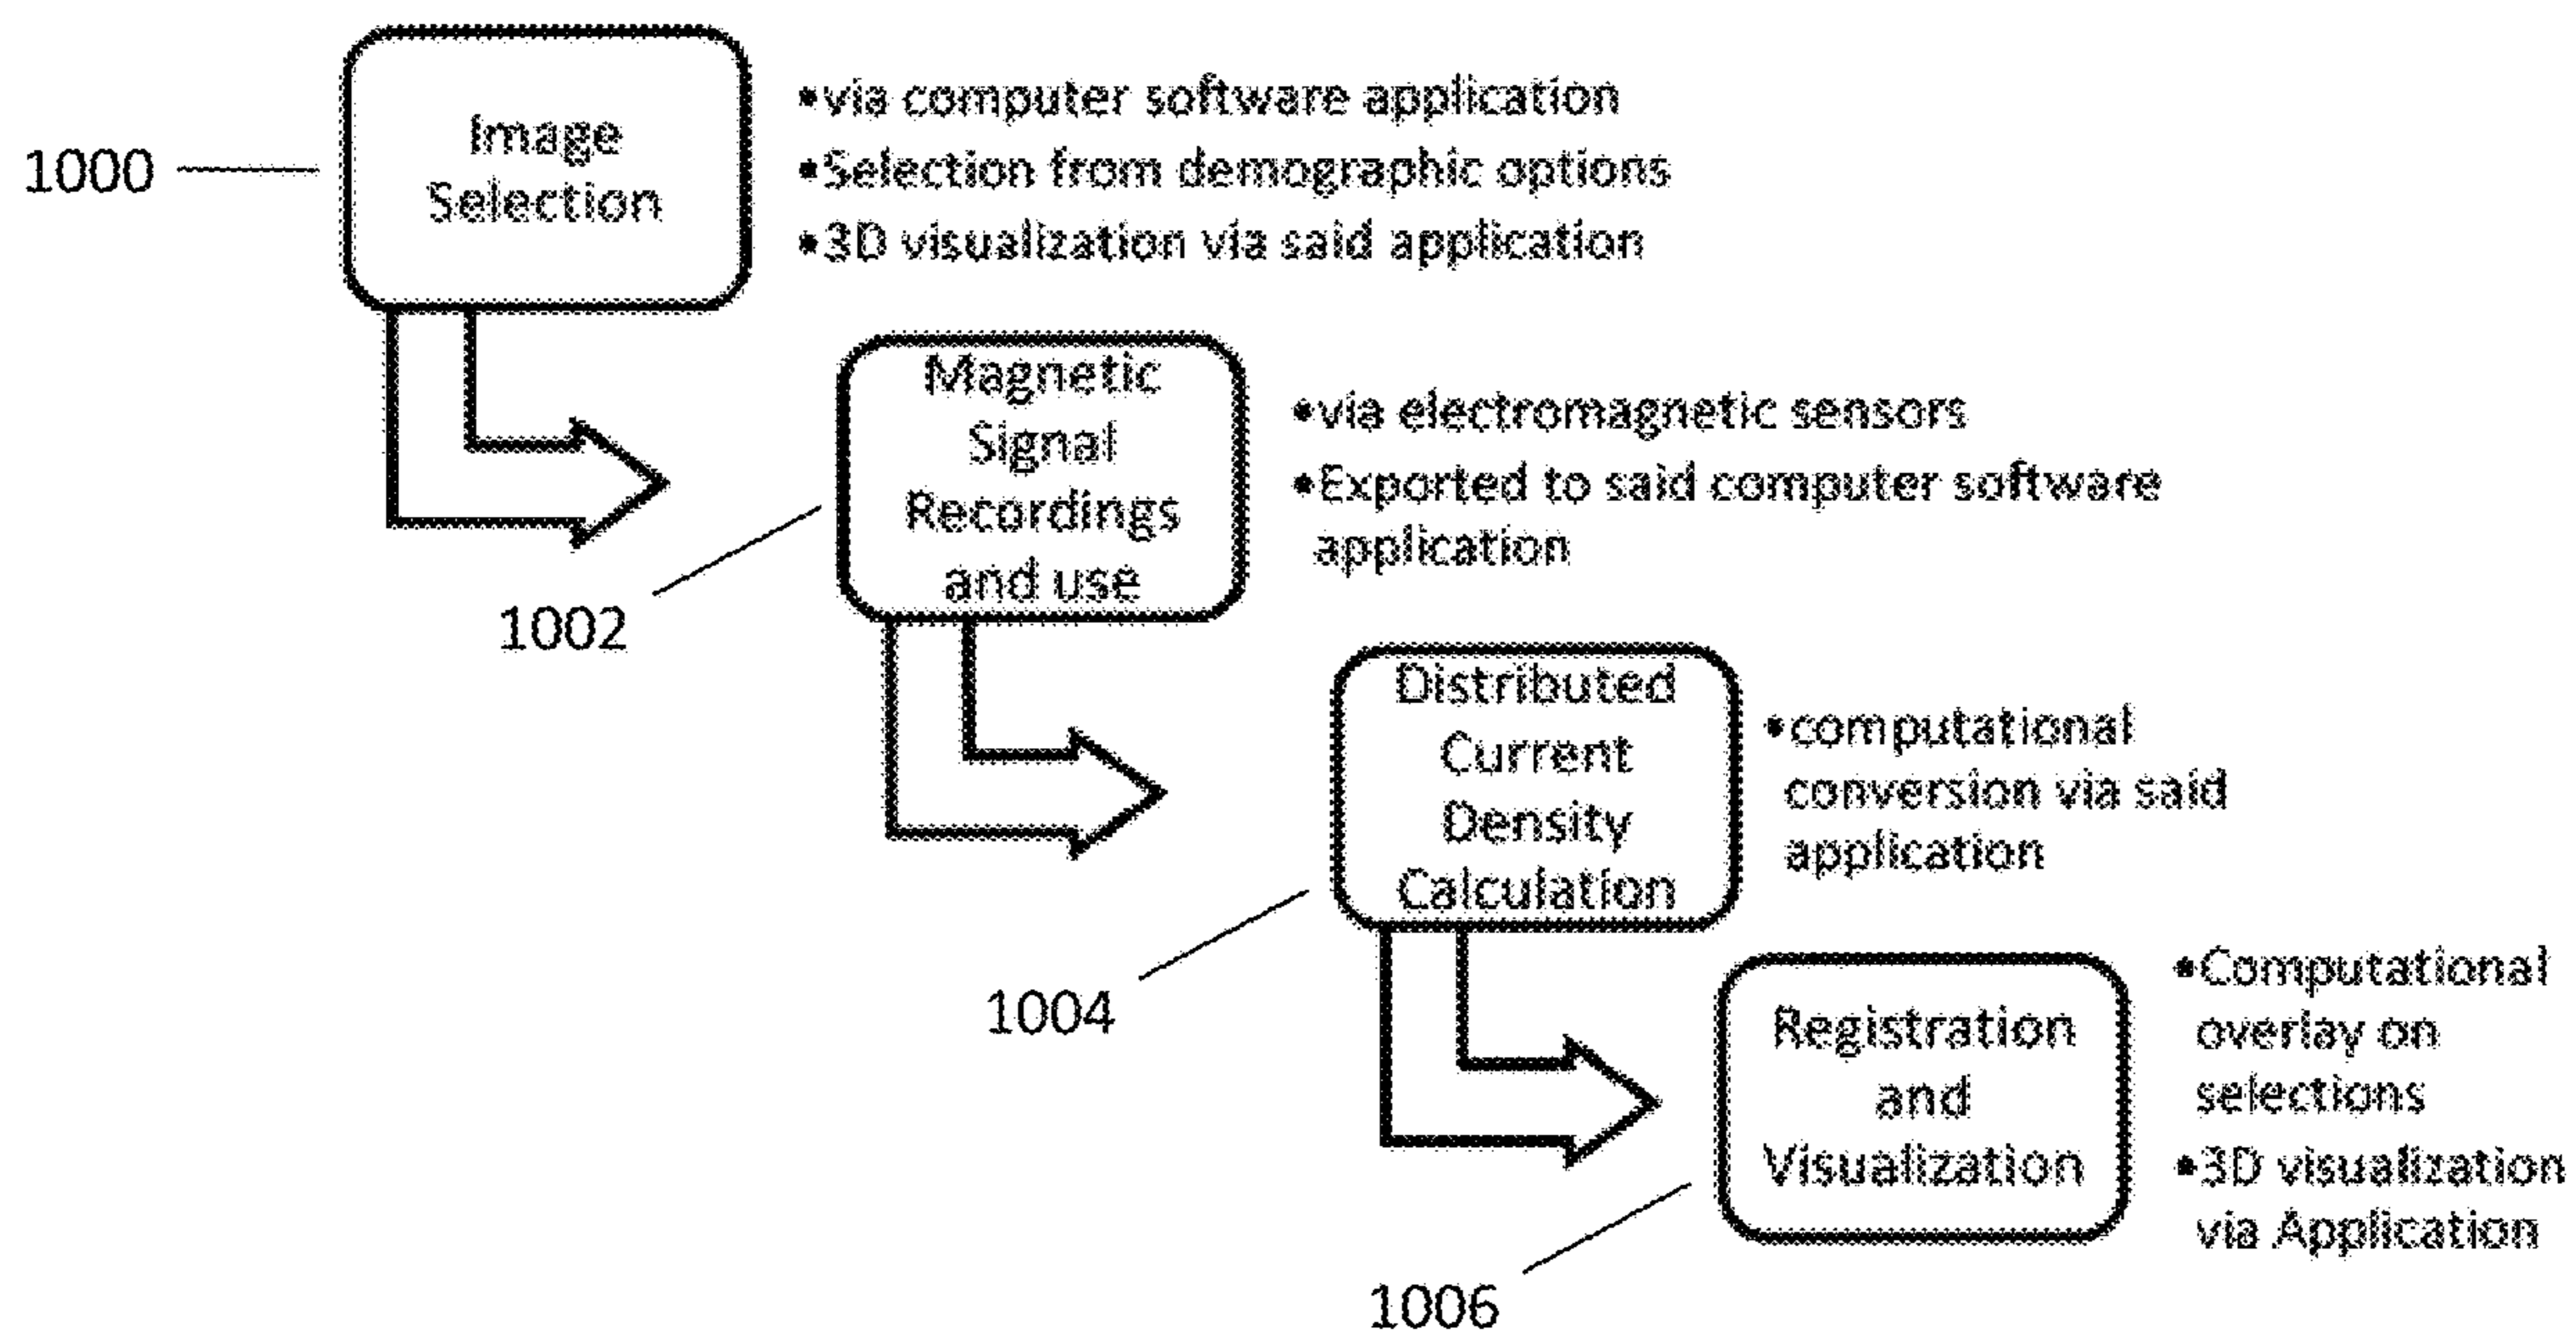 1000
Image
Selection
•via computer software application
•Selection from demographic options
•3D visualization via said application
1002
Magnetic
Signal
Recordings
and use
•via electromagnetic sensors
•Exported to said computer software
application
1004
Distributed
Current
Density
Calculation
•computational
conversion via said
application
1006
Registration
and
Visualization
•Computational
overlay on
selections
•3D visualization
via Application